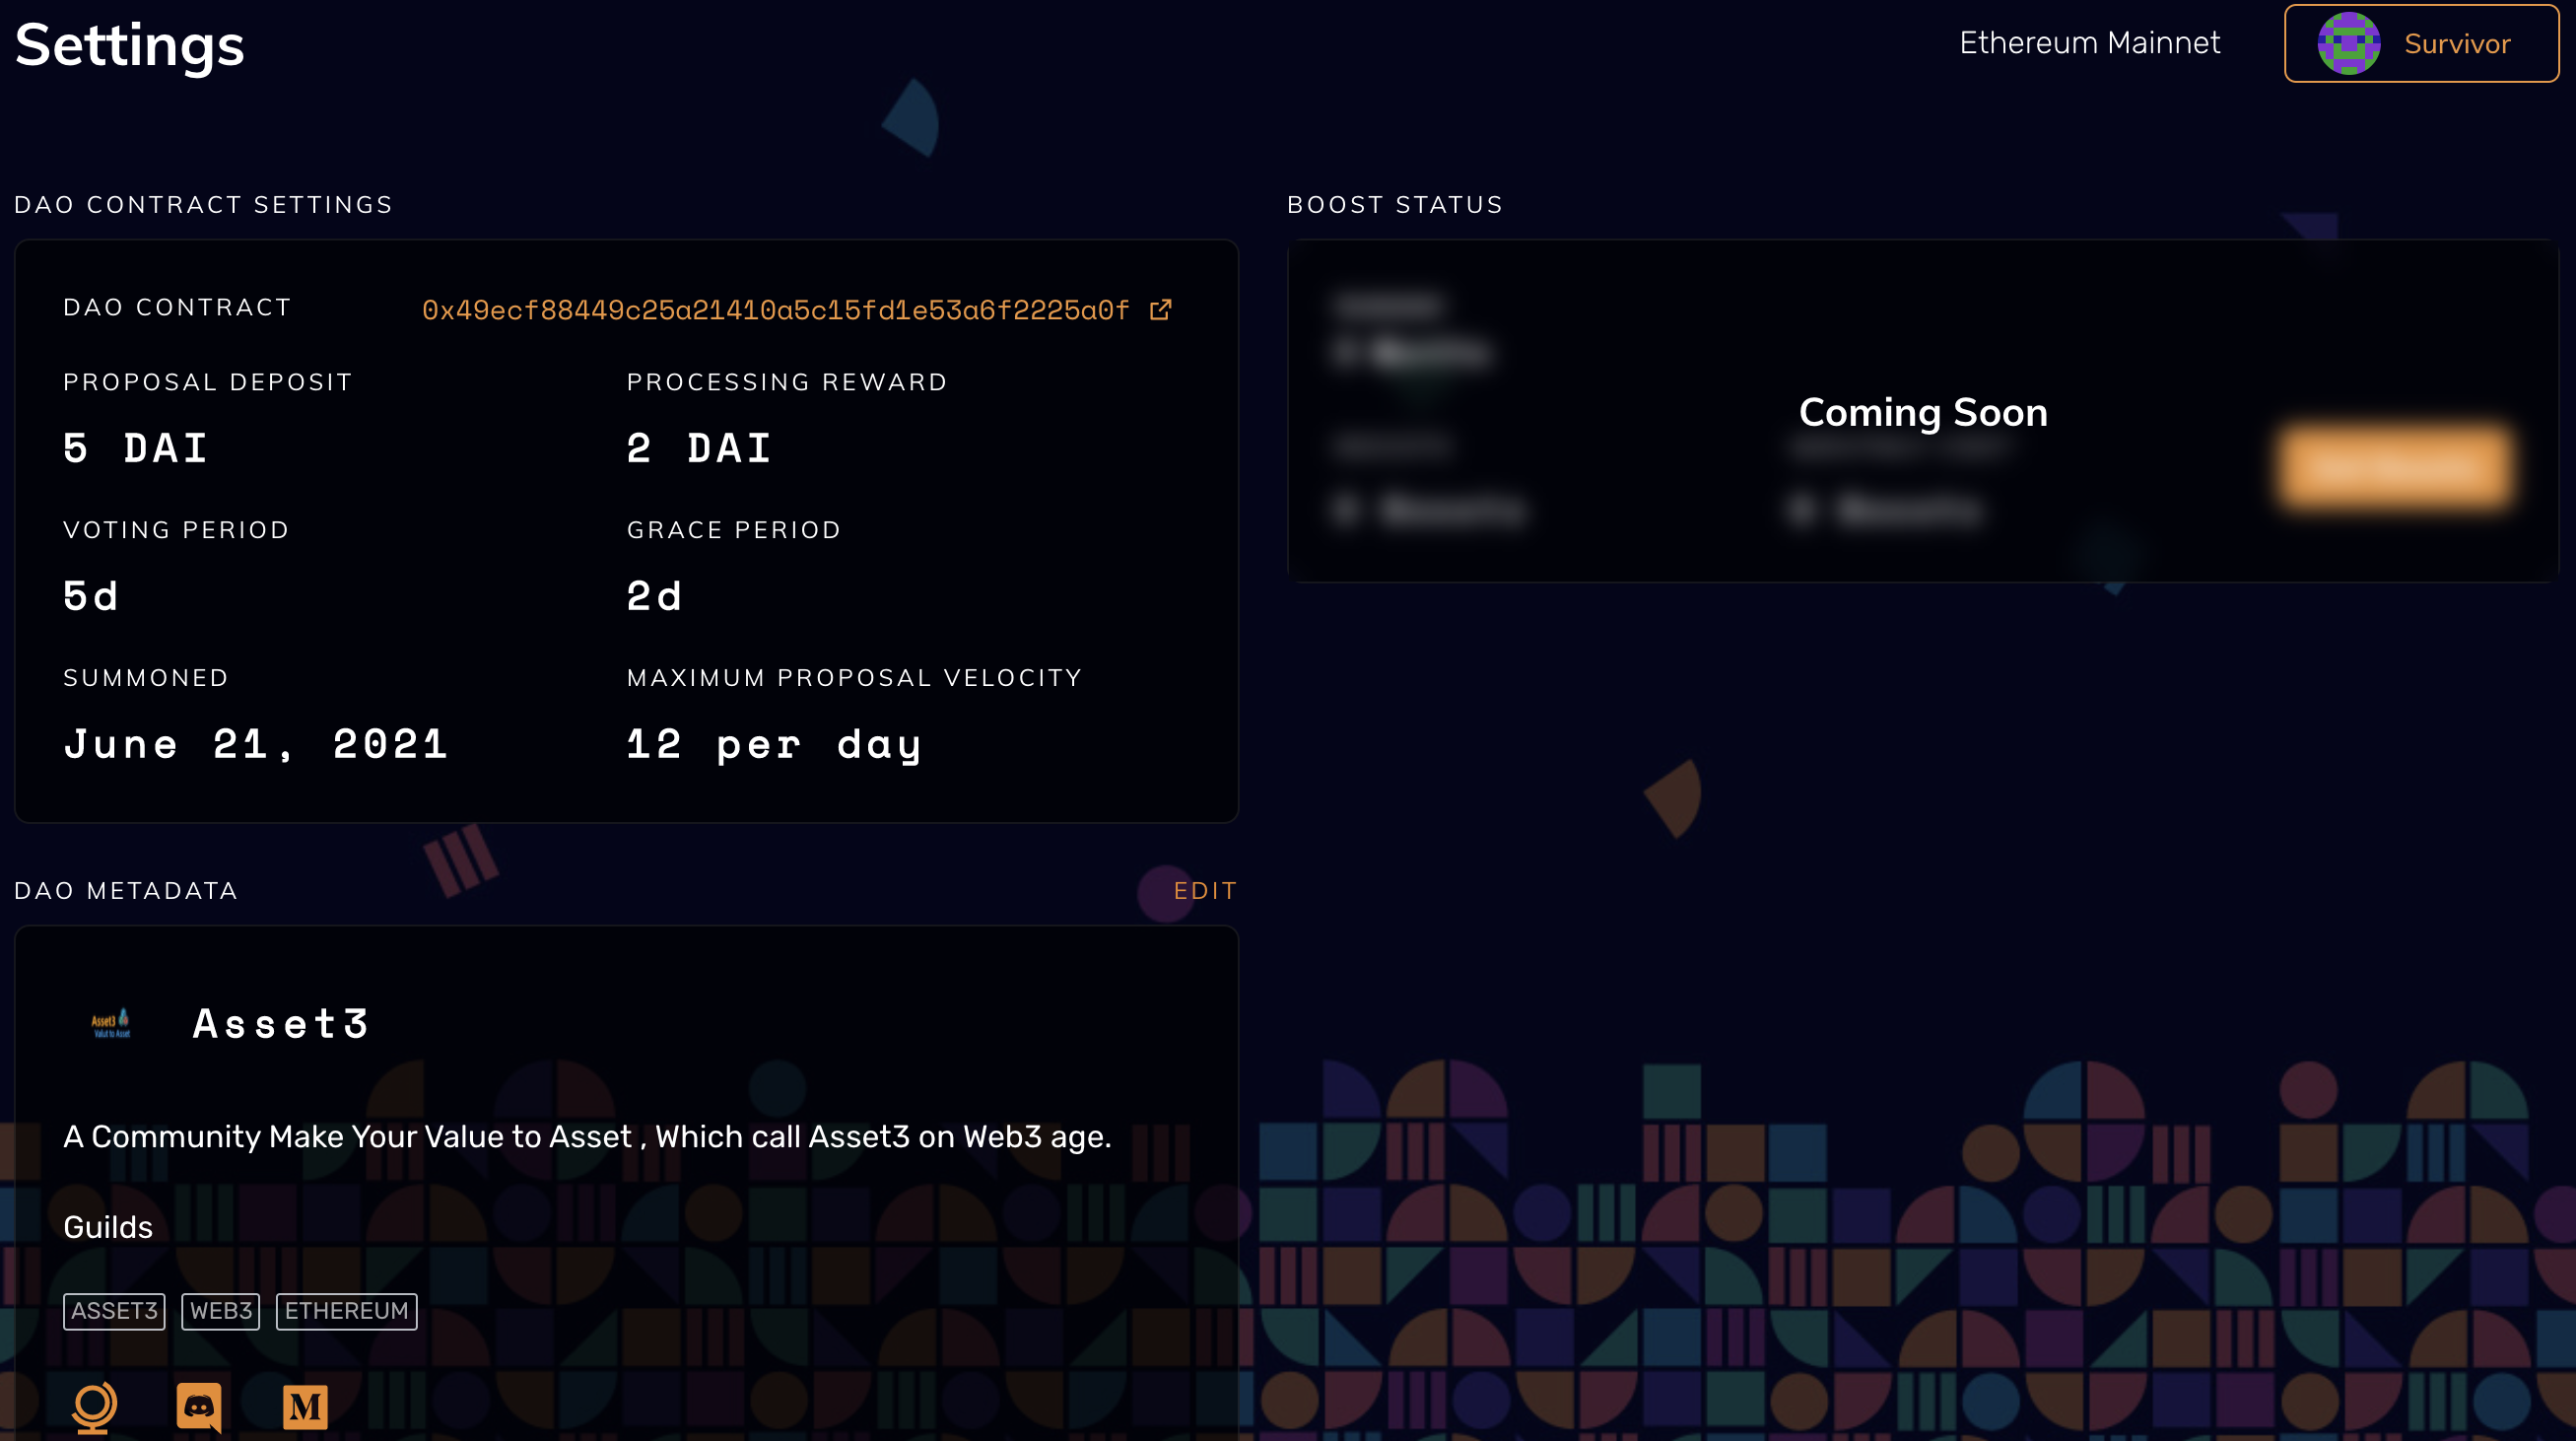 Settings
Ethereum Mainnet
Survivor
DAO CONTRACT SETTINGS
DAO CONTRACT 0x49ecf88449c25a21410a5c15fd1e53a6f2225a0f
PROPOSAL DEPOSIT
5 DAI
PROCESSING REWARD
2 DAI
VOTING PERIOD
5d
GRACE PERIOD
2d
SUMMONED
June 21, 2021
MAXIMUM PROPOSAL VELOCITY
12 per day
BOOST STATUS
Coming Soon
DAO METADATA
EDIT
Asset3
Asset3
A Community Make Your Value to Asset , Which call Asset3 on Web3 age.
Guilds
ASSET3
WEB3
ETHEREUM
M